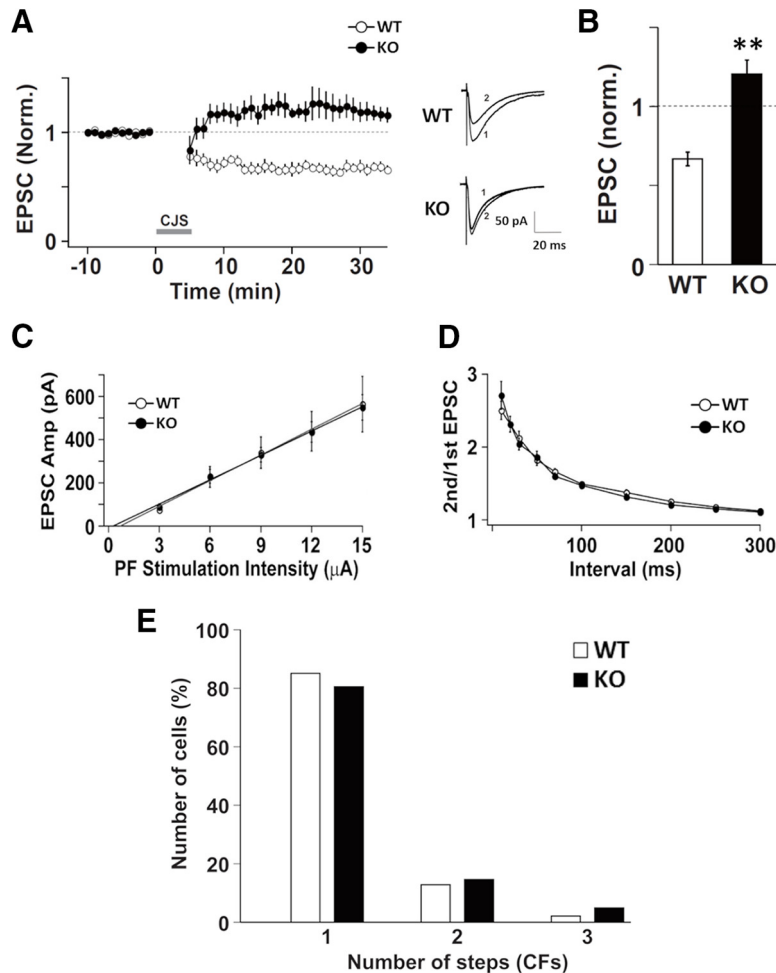 A
WT
KO
EPSC (Norm.)
1
0
CJS
-10 0 10 20 30
Time (min)
WT
2
1
KO
1
2
50 pA
20 ms
B
**
EPSC (norm.)
1
0
WT KO
C
WT
KO
EPSC Amp (pA)
600
400
200
0
0 3 6 9 12 15
PF Stimulation Intensity (μA)
D
WT
KO
2nd/1st EPSC
3
2
1
100 200 300
Interval (ms)
E
WT
KO
Number of cells (%)
100
80
60
40
20
0
1 2 3
Number of steps (CFs)